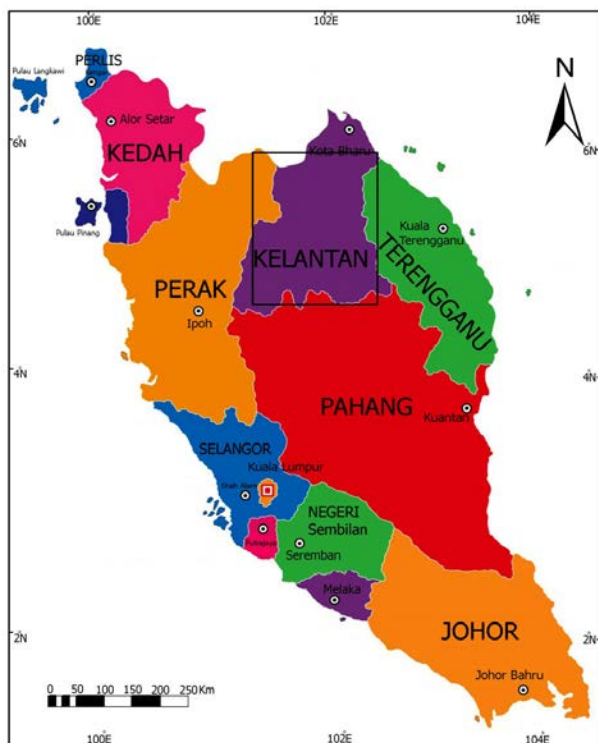 100E
102E
104E
PERLIS
Kangar
Pulau Langkawi
N
Alor Setar
Kota Bharu
6N
6N
KEDAH
Kuala
Terengganu
Pulau Pinang
KELANTAN
TERENGGANU
PERAK
Ipoh
4N
4N
PAHANG
Kuantan
SELANGOR
Kuala Lumpur
Shah Alam
NEGERI
Sembilan
Putrajaya
Seremban
Melaka
2N
2N
JOHOR
Johor Bahru
0 50 100 150 200 250 Km
100E
102E
104E